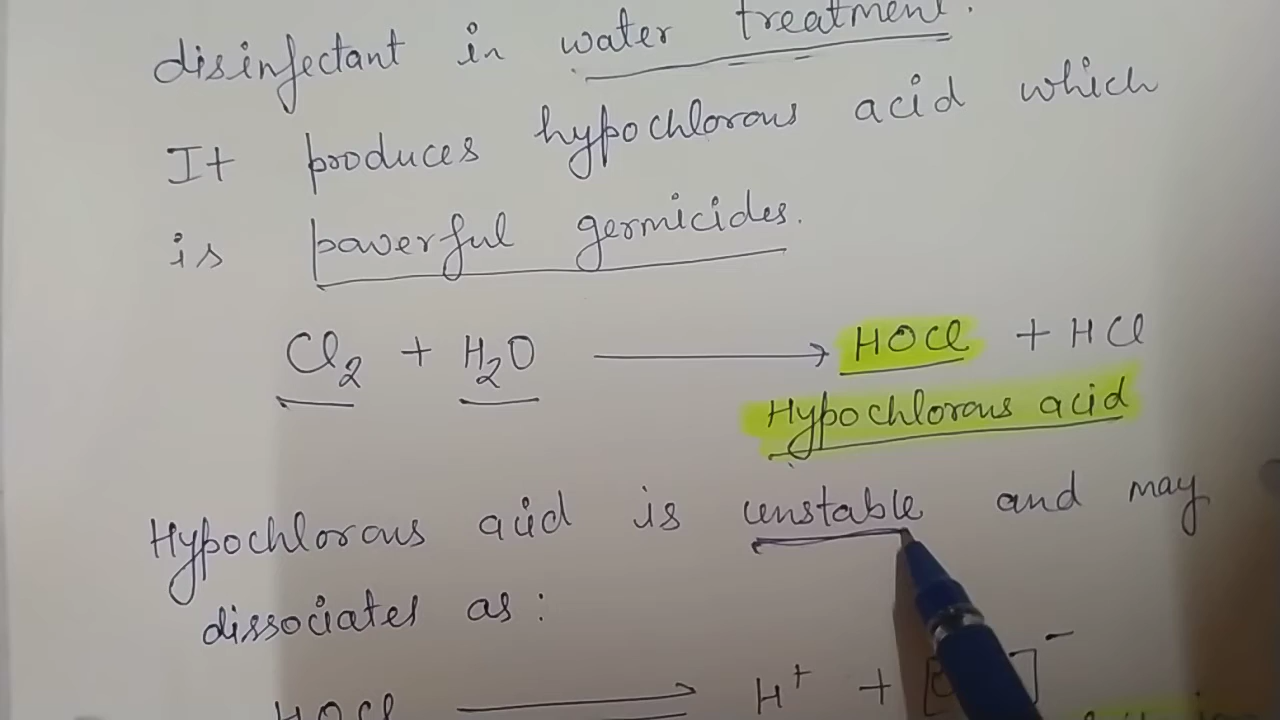 disinfectant in water treatment.
It produces hypochlorous acid which
is powerful germicides.
Cl₂ + H₂O ⟶ HOCl + HCl
Hypochlorous acid
Hypochlorous acid is unstable and may
dissociates as:
HOCl ⇌ H⁺ + [ ]⁻